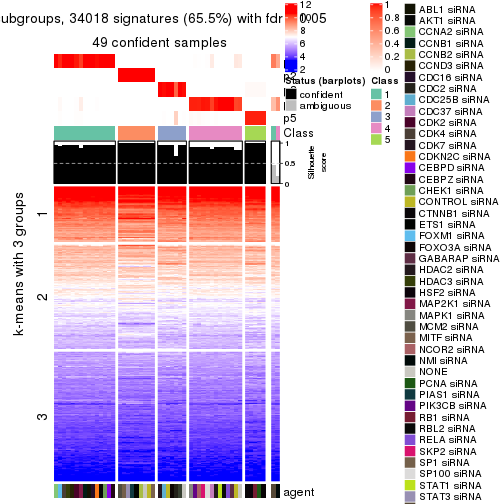 ubgroups, 34018 signatures (65.5%) with fdr 0.05
49 confident samples
12
10
8
6
4
2
1
0.8
0.6
0.4
0.2
0
Status (barplots)
confident
ambiguous
Class
1
2
3
4
5
p5
Class
1
0.5
0
Silhouette
score
k-means with 3 groups
1
2
3
agent
ABL1 siRNA
AKT1 siRNA
CCNA2 siRNA
CCNB1 siRNA
CCNB2 siRNA
CCND3 siRNA
CDC16 siRNA
CDC2 siRNA
CDC25B siRNA
CDC37 siRNA
CDK2 siRNA
CDK4 siRNA
CDK7 siRNA
CDKN2C siRNA
CEBPD siRNA
CEBPZ siRNA
CHEK1 siRNA
CONTROL siRNA
CTNNB1 siRNA
ETS1 siRNA
FOXM1 siRNA
FOXO3A siRNA
GABARAP siRNA
HDAC2 siRNA
HDAC3 siRNA
HSF2 siRNA
MAP2K1 siRNA
MAPK1 siRNA
MCM2 siRNA
MITF siRNA
NCOR2 siRNA
NMI siRNA
NONE
PCNA siRNA
PIAS1 siRNA
PIK3CB siRNA
RB1 siRNA
RBL2 siRNA
RELA siRNA
SKP2 siRNA
SP1 siRNA
SP100 siRNA
STAT1 siRNA
STAT3 siRNA